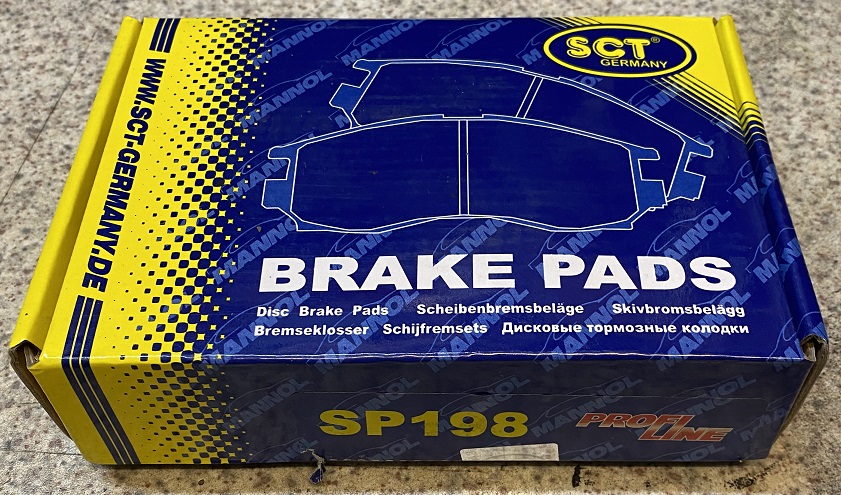 SCT®
GERMANY
WWW.SCT-GERMANY.DE
BRAKE PADS
Disc Brake Pads Scheibenbremsbeläge Skivbromsbelägg
Bremseklosser Schijfremsets Дисковые тормозные колодки
SP198 PROFI
LINE
MANNOL